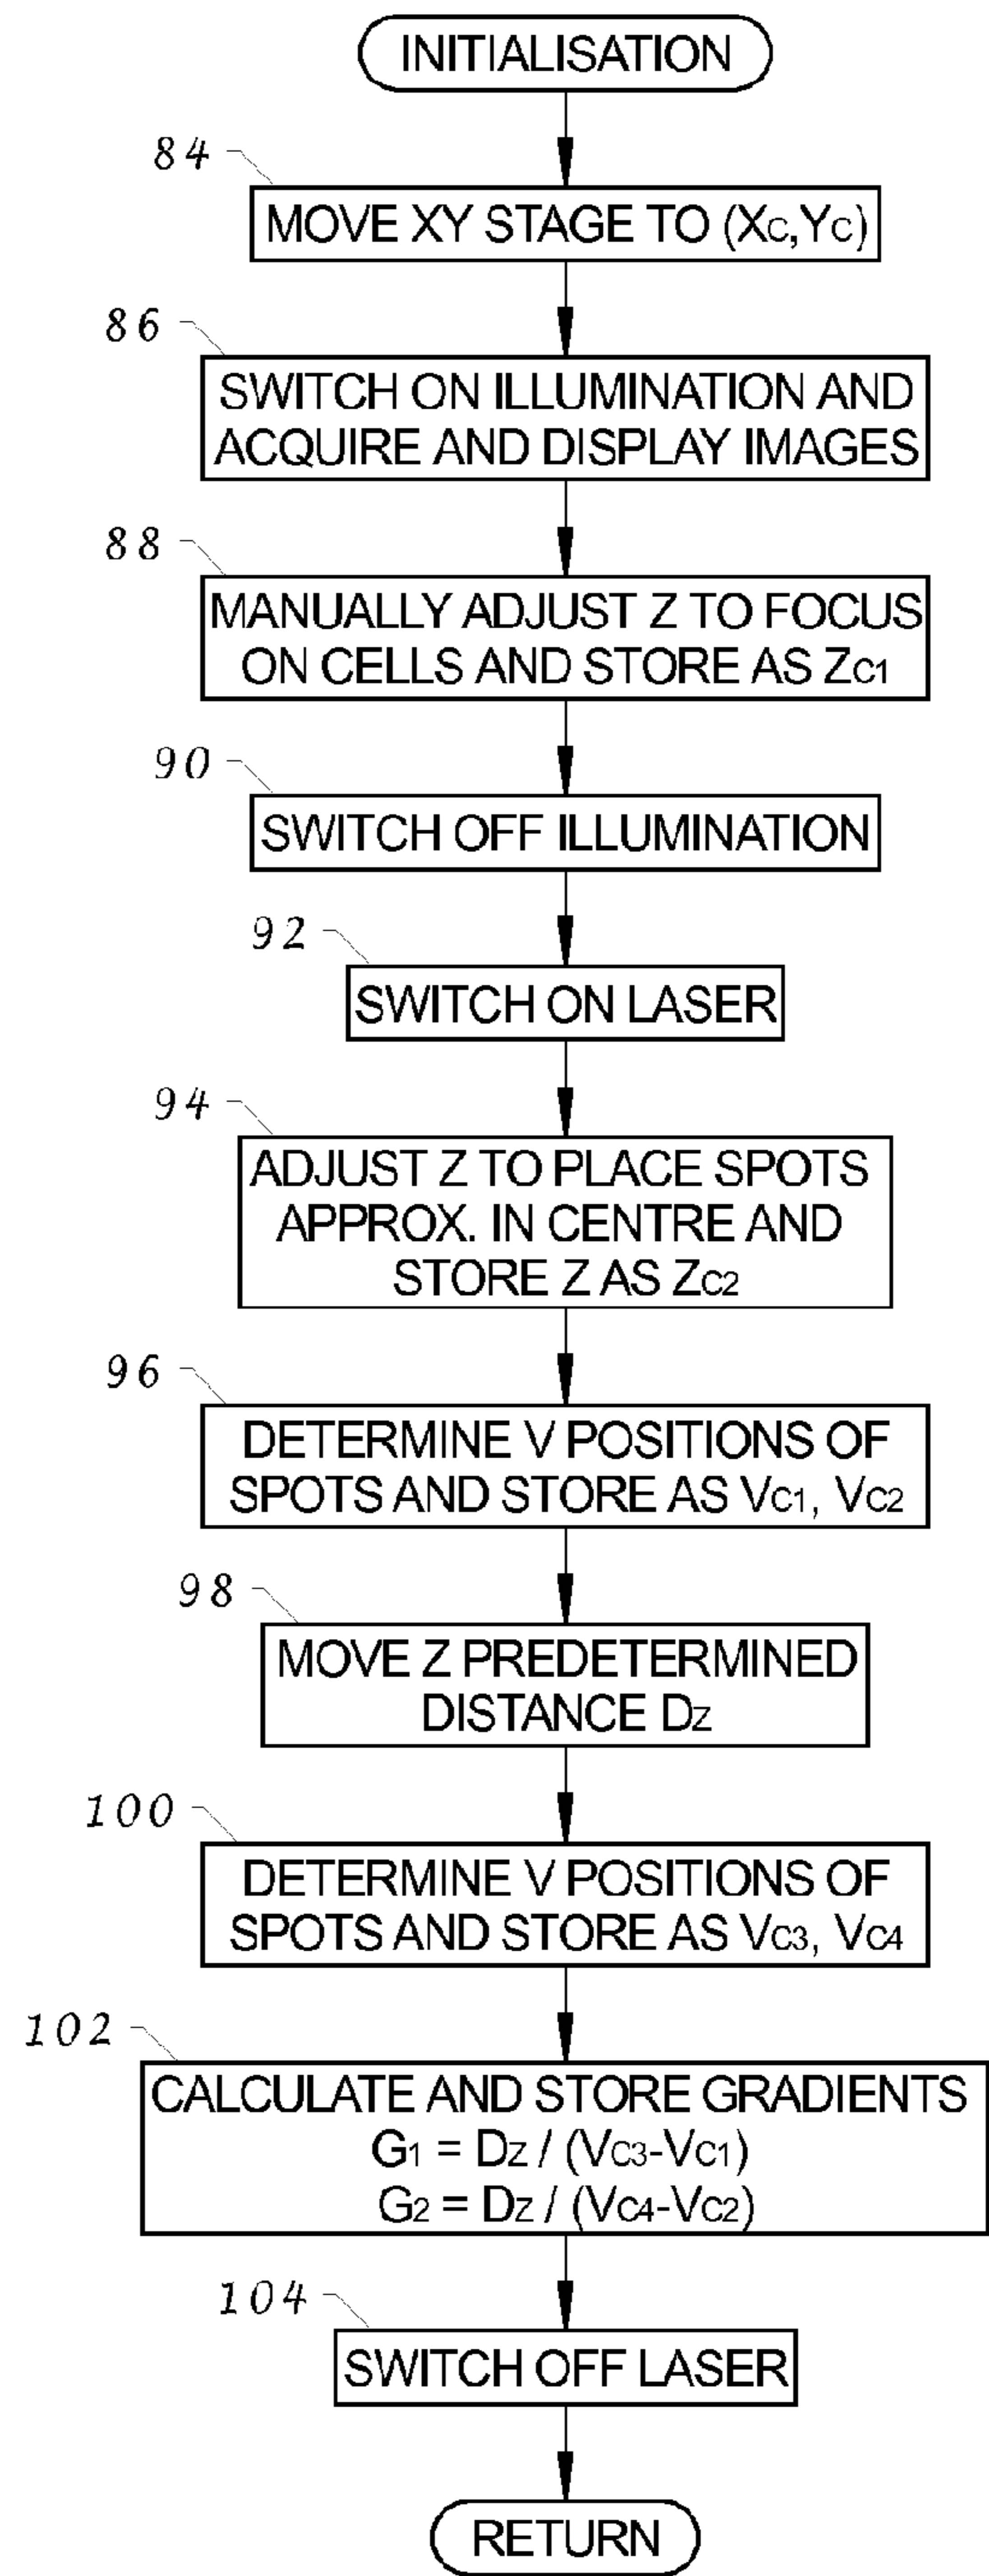 INITIALISATION
84
MOVE XY STAGE TO (XC,YC)
86
SWITCH ON ILLUMINATION AND
ACQUIRE AND DISPLAY IMAGES
88
MANUALLY ADJUST Z TO FOCUS
ON CELLS AND STORE AS ZC1
90
SWITCH OFF ILLUMINATION
92
SWITCH ON LASER
94
ADJUST Z TO PLACE SPOTS
APPROX. IN CENTRE AND
STORE Z AS ZC2
96
DETERMINE V POSITIONS OF
SPOTS AND STORE AS VC1, VC2
98
MOVE Z PREDETERMINED
DISTANCE DZ
100
DETERMINE V POSITIONS OF
SPOTS AND STORE AS VC3, VC4
102
CALCULATE AND STORE GRADIENTS
G1 = DZ / (VC3-VC1)
G2 = DZ / (VC4-VC2)
104
SWITCH OFF LASER
RETURN